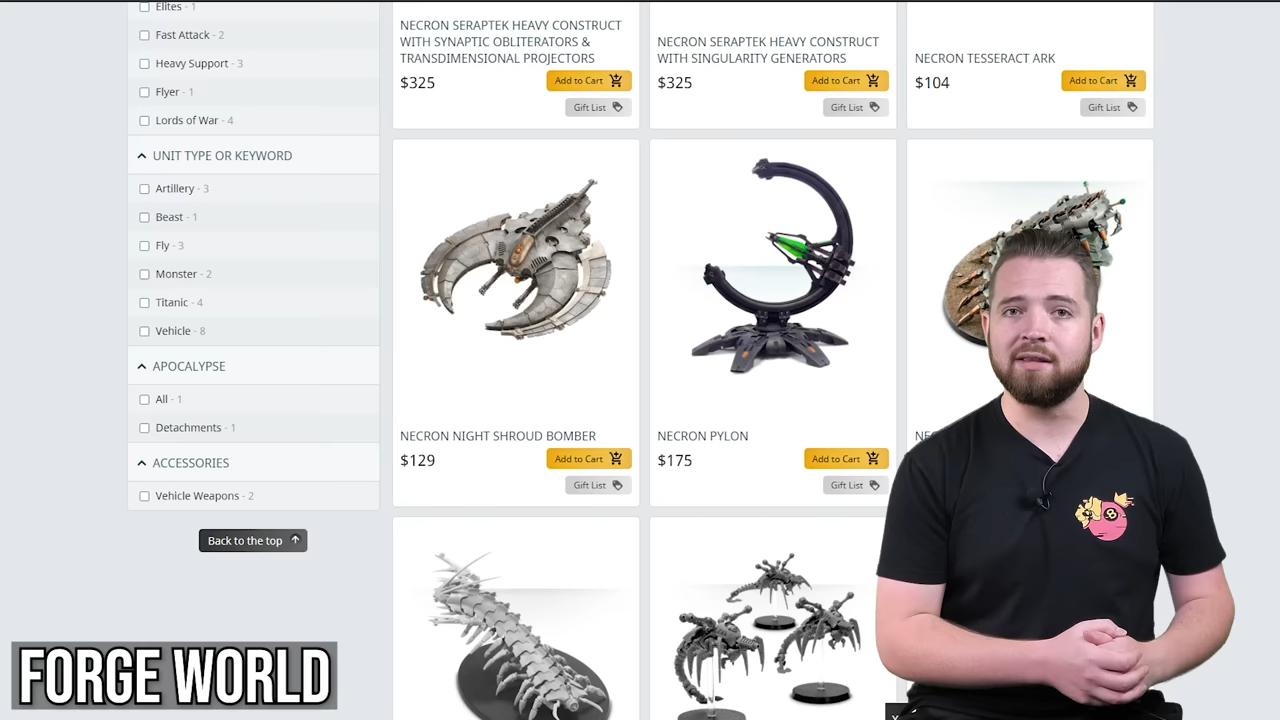 Elites - 1
Fast Attack - 2
Heavy Support - 3
Flyer - 1
Lords of War - 4
UNIT TYPE OR KEYWORD
Artillery - 3
Beast - 1
Fly - 3
Monster - 2
Titanic - 4
Vehicle - 8
APOCALYPSE
All - 1
Detachments - 1
ACCESSORIES
Vehicle Weapons - 2
Back to the top
NECRON SERAPTEK HEAVY CONSTRUCT
WITH SYNAPTIC OBLITERATORS &
TRANSDIMENSIONAL PROJECTORS
$325
Add to Cart
Gift List
NECRON SERAPTEK HEAVY CONSTRUCT
WITH SINGULARITY GENERATORS
$325
Add to Cart
Gift List
NECRON TESSERACT ARK
$104
Add to Cart
Gift List
NECRON NIGHT SHROUD BOMBER
$129
Add to Cart
Gift List
NECRON PYLON
$175
Add to Cart
Gift List
8
FORGE WORLD